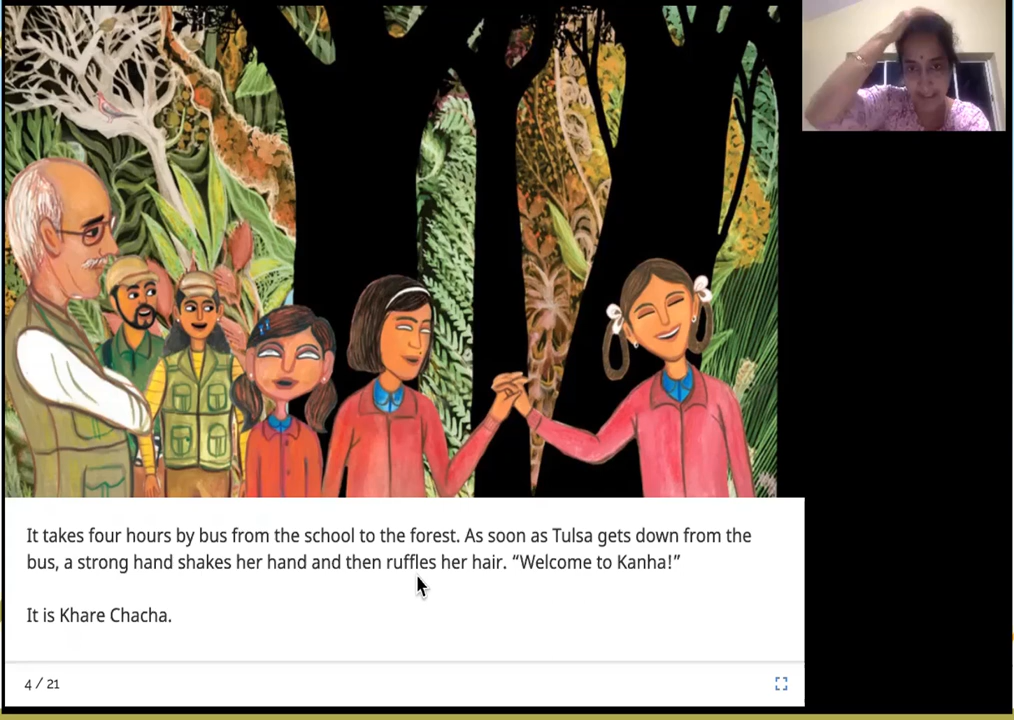 It takes four hours by bus from the school to the forest. As soon as Tulsa gets down from the
bus, a strong hand shakes her hand and then ruffles her hair. “Welcome to Kanha!”
It is Khare Chacha.
4 / 21